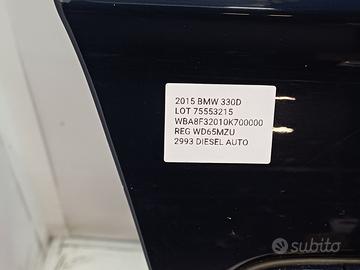 2015 BMW 330D
LOT 75553215
WBA8F32010K700000
REG WD65MZU
2993 DIESEL AUTO
subito